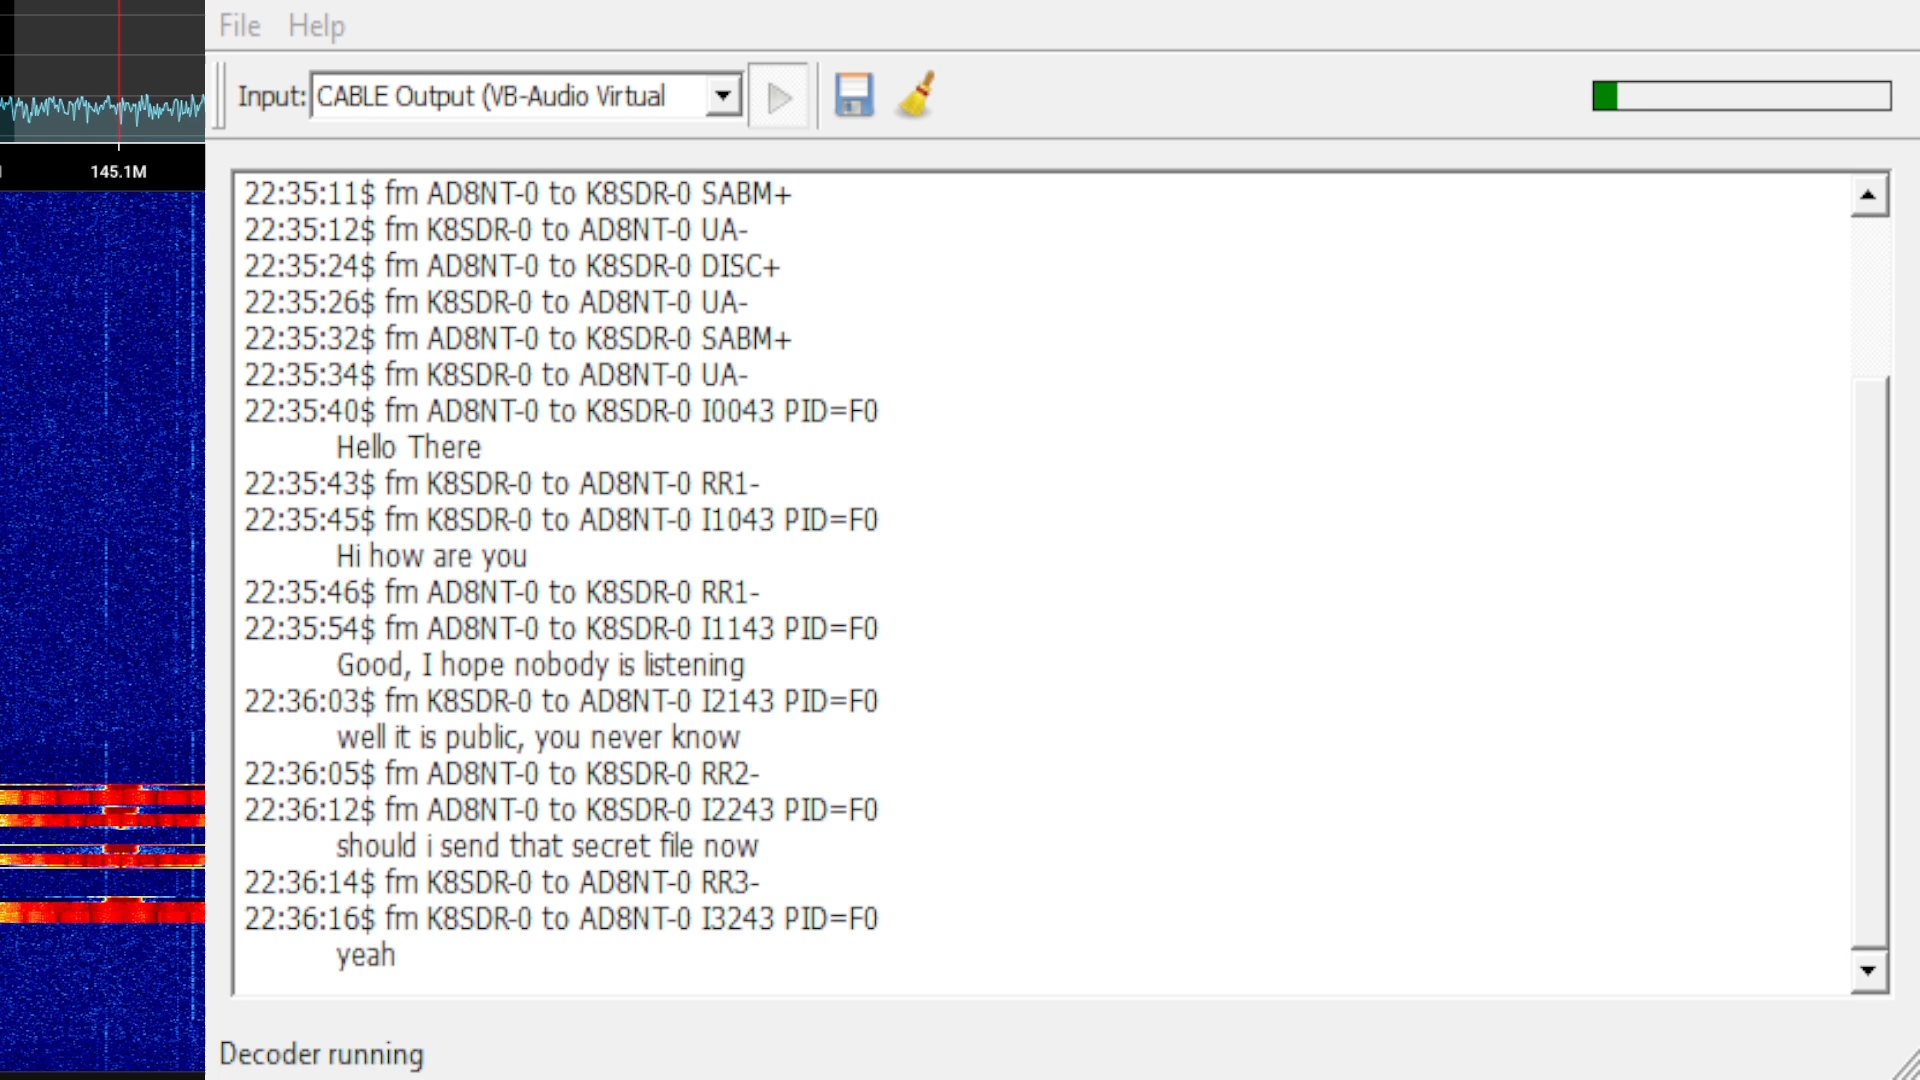 File Help
Input: CABLE Output (VB-Audio Virtual
145.1M
22:35:11$ fm AD8NT-0 to K8SDR-0 SABM+
22:35:12$ fm K8SDR-0 to AD8NT-0 UA-
22:35:24$ fm AD8NT-0 to K8SDR-0 DISC+
22:35:26$ fm K8SDR-0 to AD8NT-0 UA-
22:35:32$ fm AD8NT-0 to K8SDR-0 SABM+
22:35:34$ fm K8SDR-0 to AD8NT-0 UA-
22:35:40$ fm AD8NT-0 to K8SDR-0 I0043 PID=F0
Hello There
22:35:43$ fm K8SDR-0 to AD8NT-0 RR1-
22:35:45$ fm K8SDR-0 to AD8NT-0 I1043 PID=F0
Hi how are you
22:35:46$ fm AD8NT-0 to K8SDR-0 RR1-
22:35:54$ fm AD8NT-0 to K8SDR-0 I1143 PID=F0
Good, I hope nobody is listening
22:36:03$ fm K8SDR-0 to AD8NT-0 I2143 PID=F0
well it is public, you never know
22:36:05$ fm AD8NT-0 to K8SDR-0 RR2-
22:36:12$ fm AD8NT-0 to K8SDR-0 I2243 PID=F0
should i send that secret file now
22:36:14$ fm K8SDR-0 to AD8NT-0 RR3-
22:36:16$ fm K8SDR-0 to AD8NT-0 I3243 PID=F0
yeah
Decoder running